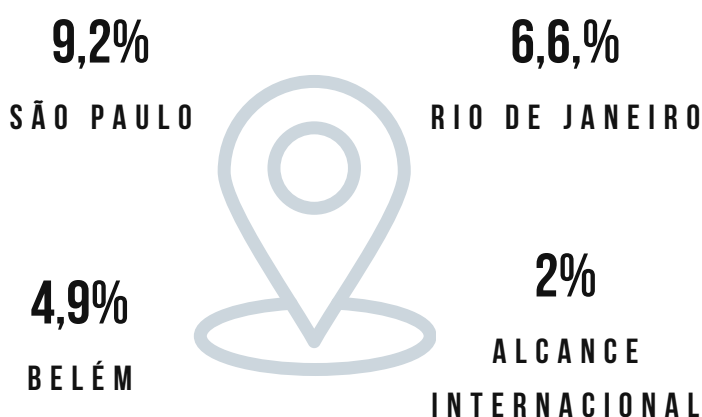 9,2%
SÃO PAULO
6,6,%
RIO DE JANEIRO
4,9%
BELÉM
2%
ALCANCE
INTERNACIONAL